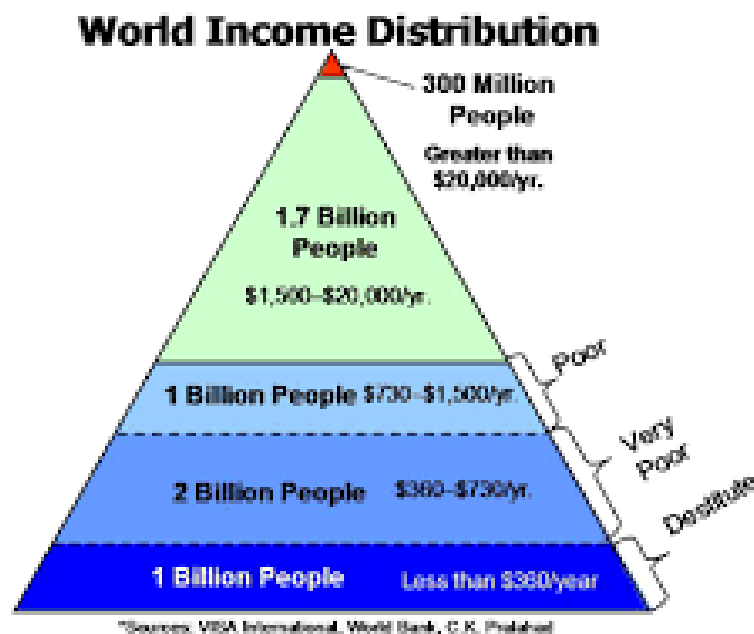 World Income Distribution
300 Million
People
Greater than
$20,000/yr.
1.7 Billion
People
$1,500–$20,000/yr.
Poor
1 Billion People $730–$1,500/yr.
Very
Poor
2 Billion People $360–$730/yr.
Destitute
1 Billion People Less than $360/year
*Sources: VISA International, World Bank, C.K. Pralahad